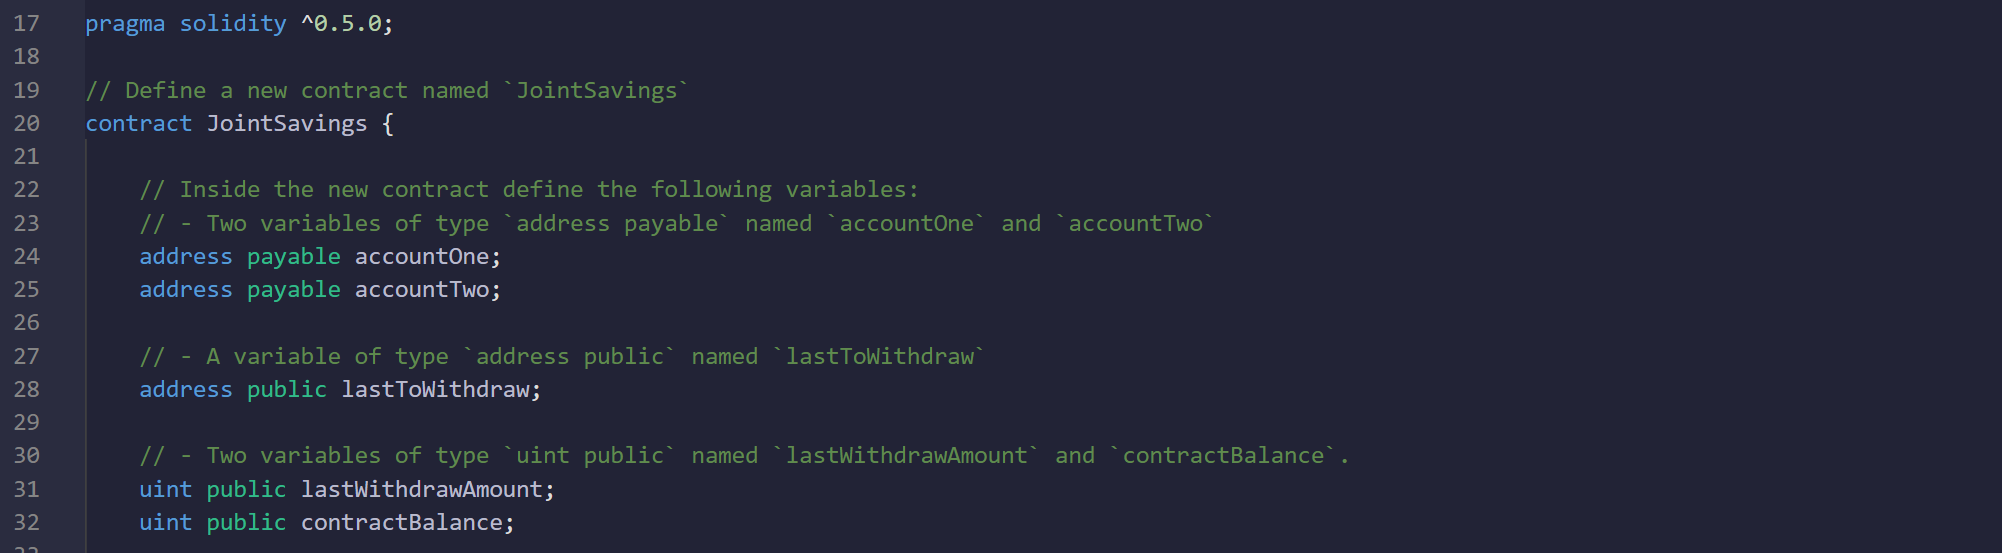 17 pragma solidity ^0.5.0;
18
19 // Define a new contract named `JointSavings`
20 contract JointSavings {
21
22 // Inside the new contract define the following variables:
23 // - Two variables of type `address payable` named `accountOne` and `accountTwo`
24 address payable accountOne;
25 address payable accountTwo;
26
27 // - A variable of type `address public` named `lastToWithdraw`
28 address public lastToWithdraw;
29
30 // - Two variables of type `uint public` named `lastWithdrawAmount` and `contractBalance`.
31 uint public lastWithdrawAmount;
32 uint public contractBalance;